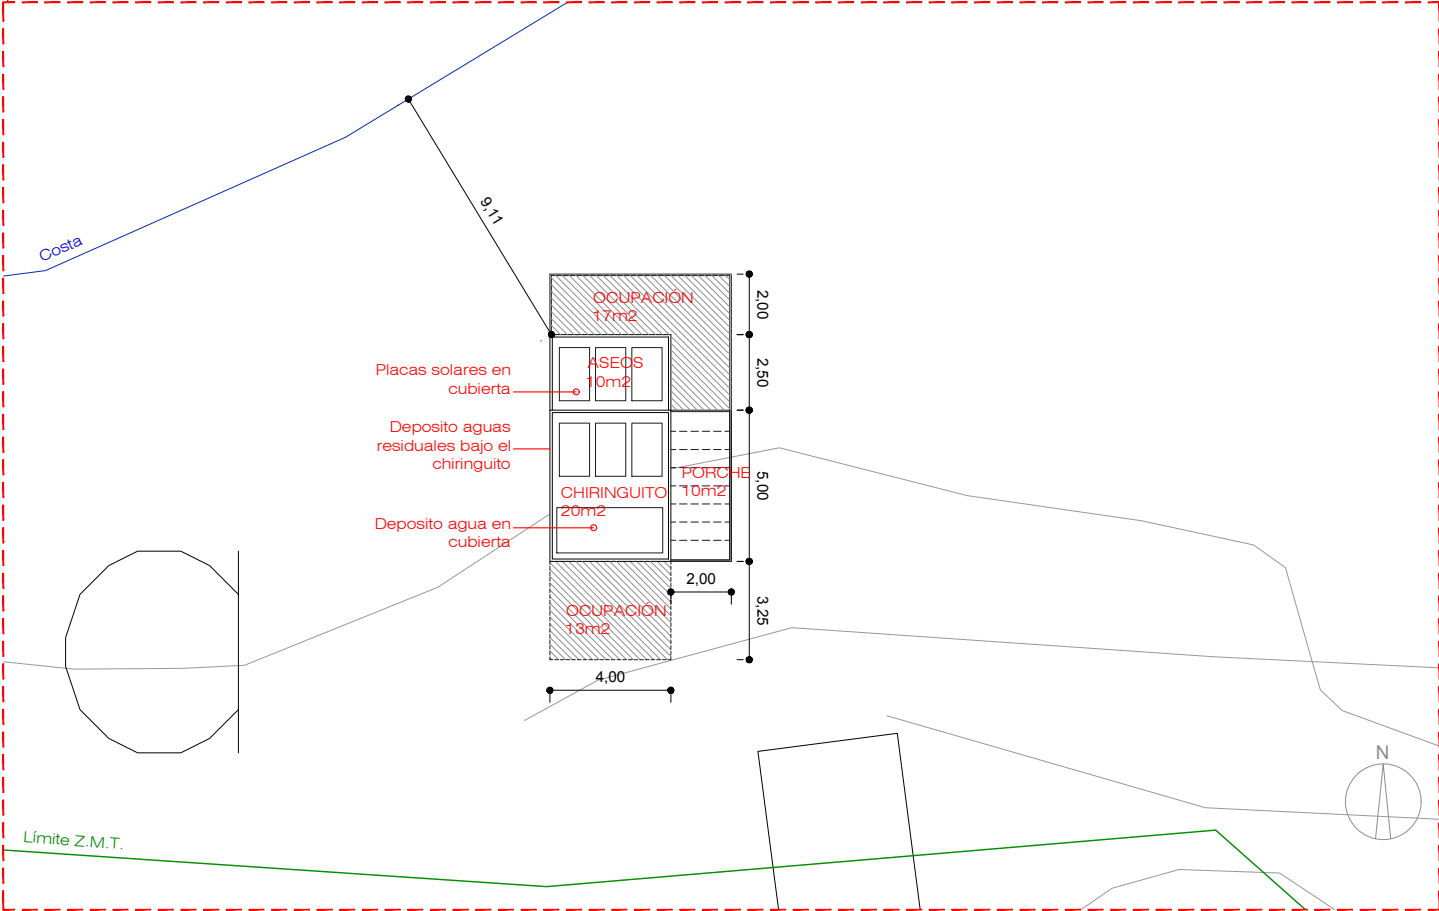 Costa
9,11
OCUPACIÓN
17m2
2,00
Placas solares en
cubierta
ASEOS
10m2
2,50
Deposito aguas
residuales bajo el
chiringuito
PORCHE
10m2
5,00
CHIRINGUITO
20m2
Deposito agua en
cubierta
2,00
OCUPACIÓN
13m2
3,25
4,00
N
Límite Z.M.T.